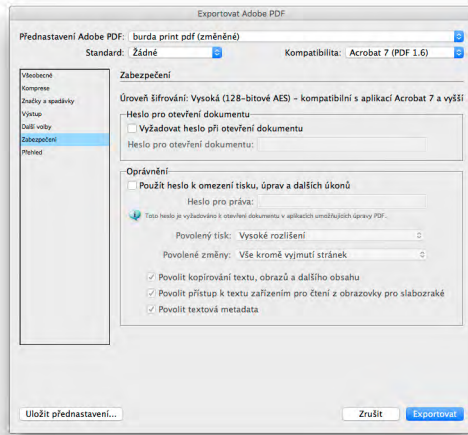 Exportovat Adobe PDF
Přednastavení Adobe PDF: burda print pdf (změněné)
Standard: Žádné Kompatibilita: Acrobat 7 (PDF 1.6)
Všeobecné
Komprese
Značky a spadávky
Výstup
Další volby
Zabezpečení
Přehled
Zabezpečení
Úroveň šifrování: Vysoká (128-bitové AES) – kompatibilní s aplikací Acrobat 7 a vyšší
Heslo pro otevření dokumentu
Vyžadovat heslo při otevření dokumentu
Heslo pro otevření dokumentu:
Oprávnění
Použít heslo k omezení tisku, úprav a dalších úkonů
Heslo pro práva:
Toto heslo je vyžadováno k otevření dokumentu v aplikacích umožňujících úpravy PDF.
Povolený tisk: Vysoké rozlišení
Povolené změny: Vše kromě vyjmutí stránek
Povolit kopírování textu, obrazů a dalšího obsahu
Povolit přístup k textu zařízením pro čtení z obrazovky pro slabozraké
Povolit textová metadata
Uložit přednastavení... Zrušit Exportovat